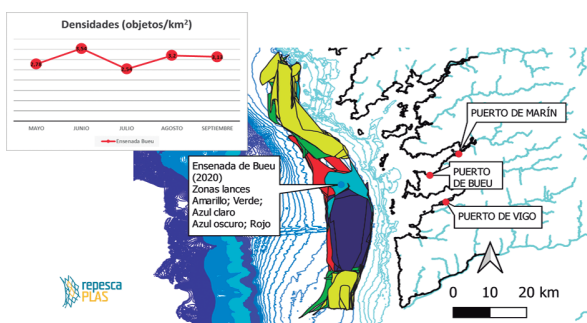 Densidades (objetos/km²)
MAYO JUNIO JULIO AGOSTO SEPTIEMBRE
Ensenada Bueu
PUERTO DE MARÍN
PUERTO
DE BUEU
PUERTO DE VIGO
Ensenada de Bueu
(2020)
Zonas lances
Amarillo; Verde;
Azul claro
Azul oscuro; Rojo
repesca
PLAS
0 10 20 km